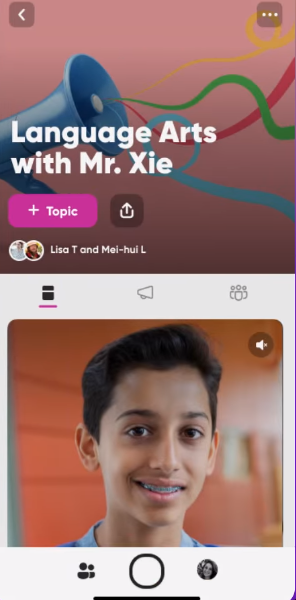 Language Arts
with Mr. Xie
+ Topic
Lisa T and Mei-hui L